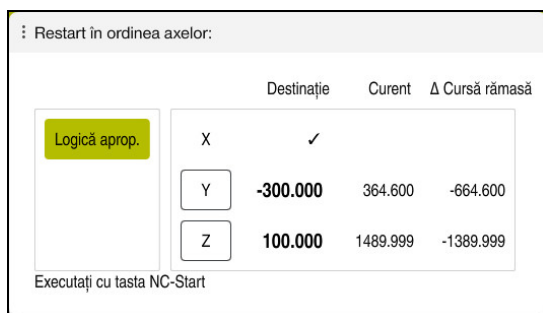 Restart în ordinea axelor:
Destinație Curent Δ Cursă rămasă
Logică aprop. X ✓
Y -300.000 364.600 -664.600
Z 100.000 1489.999 -1389.999
Executați cu tasta NC-Start